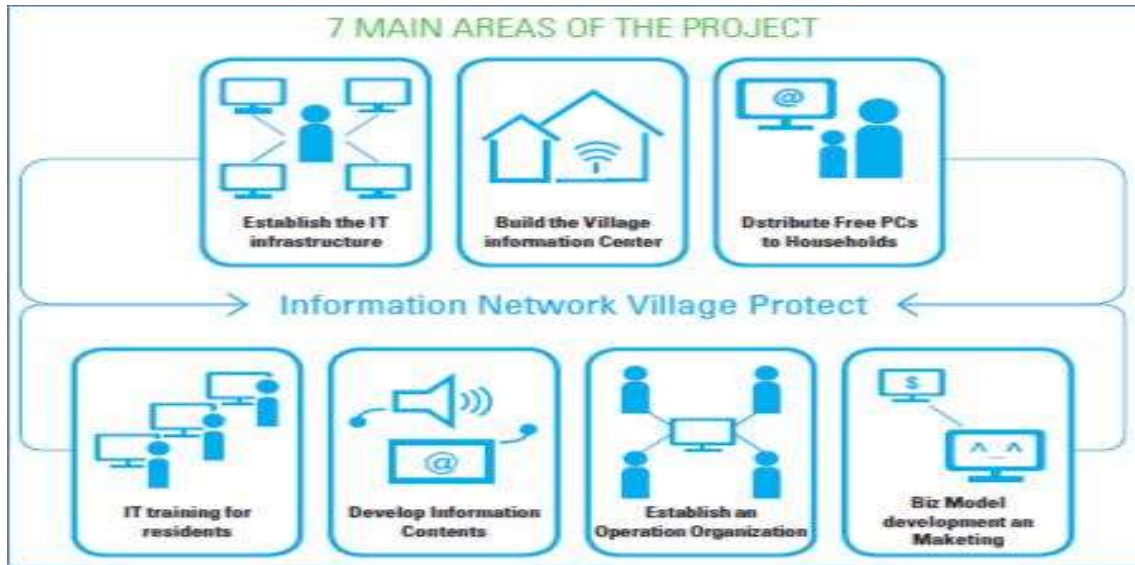 7 MAIN AREAS OF THE PROJECT
@
Establish the IT
infrastructure
Build the Village
information Center
Dstribute Free PCs
to Households
Information Network Village Protect
@
$
^_^
IT training for
residents
Develop Information
Contents
Establish an
Operation Organization
Biz Model
development an
Maketing